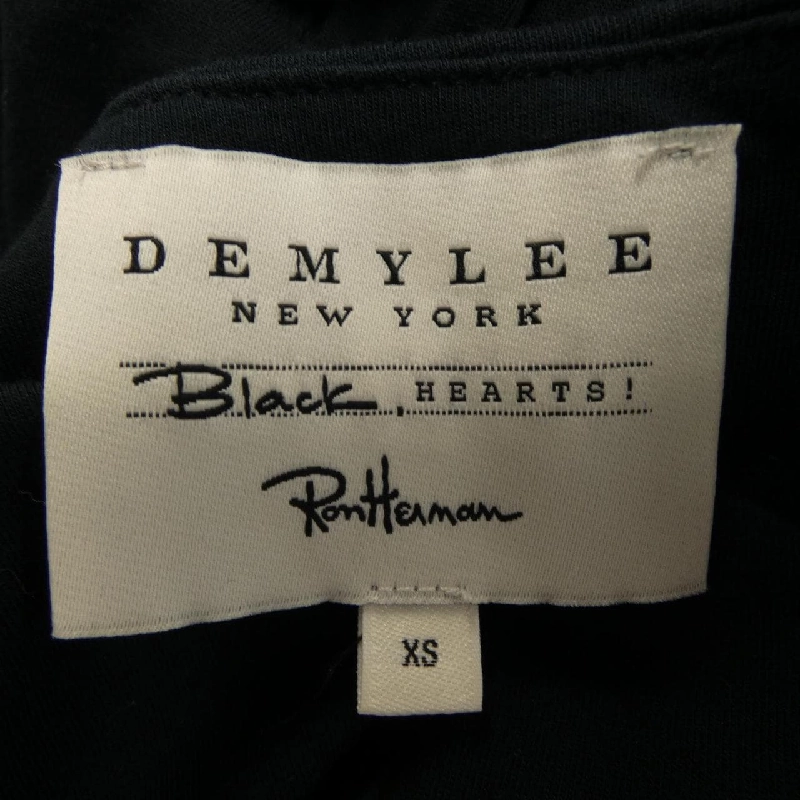 DEMYLEE
NEW YORK
Black, HEARTS!
RonHerman
XS